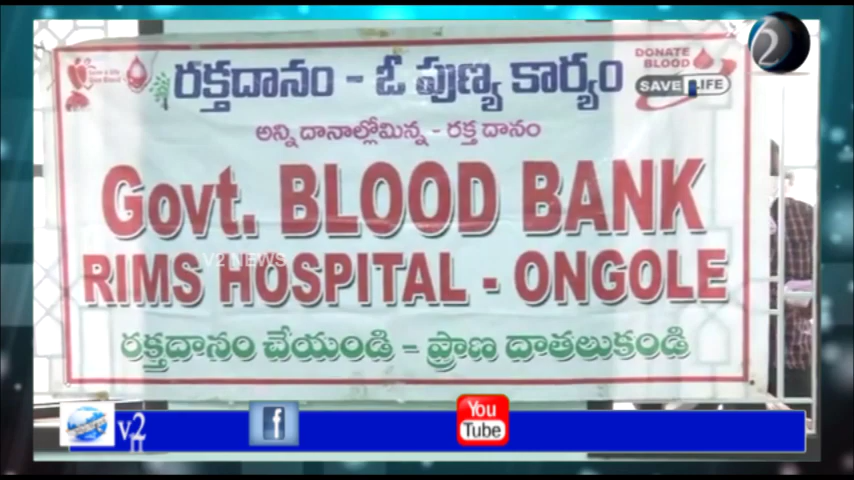 రక్తదానం - ఓ పుణ్య కార్యం
DONATE
BLOOD
SAVE LIFE
అన్ని దానాల్లోమిన్న - రక్త దానం
Govt. BLOOD BANK
V2 NEWS
RIMS HOSPITAL - ONGOLE
రక్తదానం చేయండి - ప్రాణ దాతలుకండి
2
v2
f
You
Tube